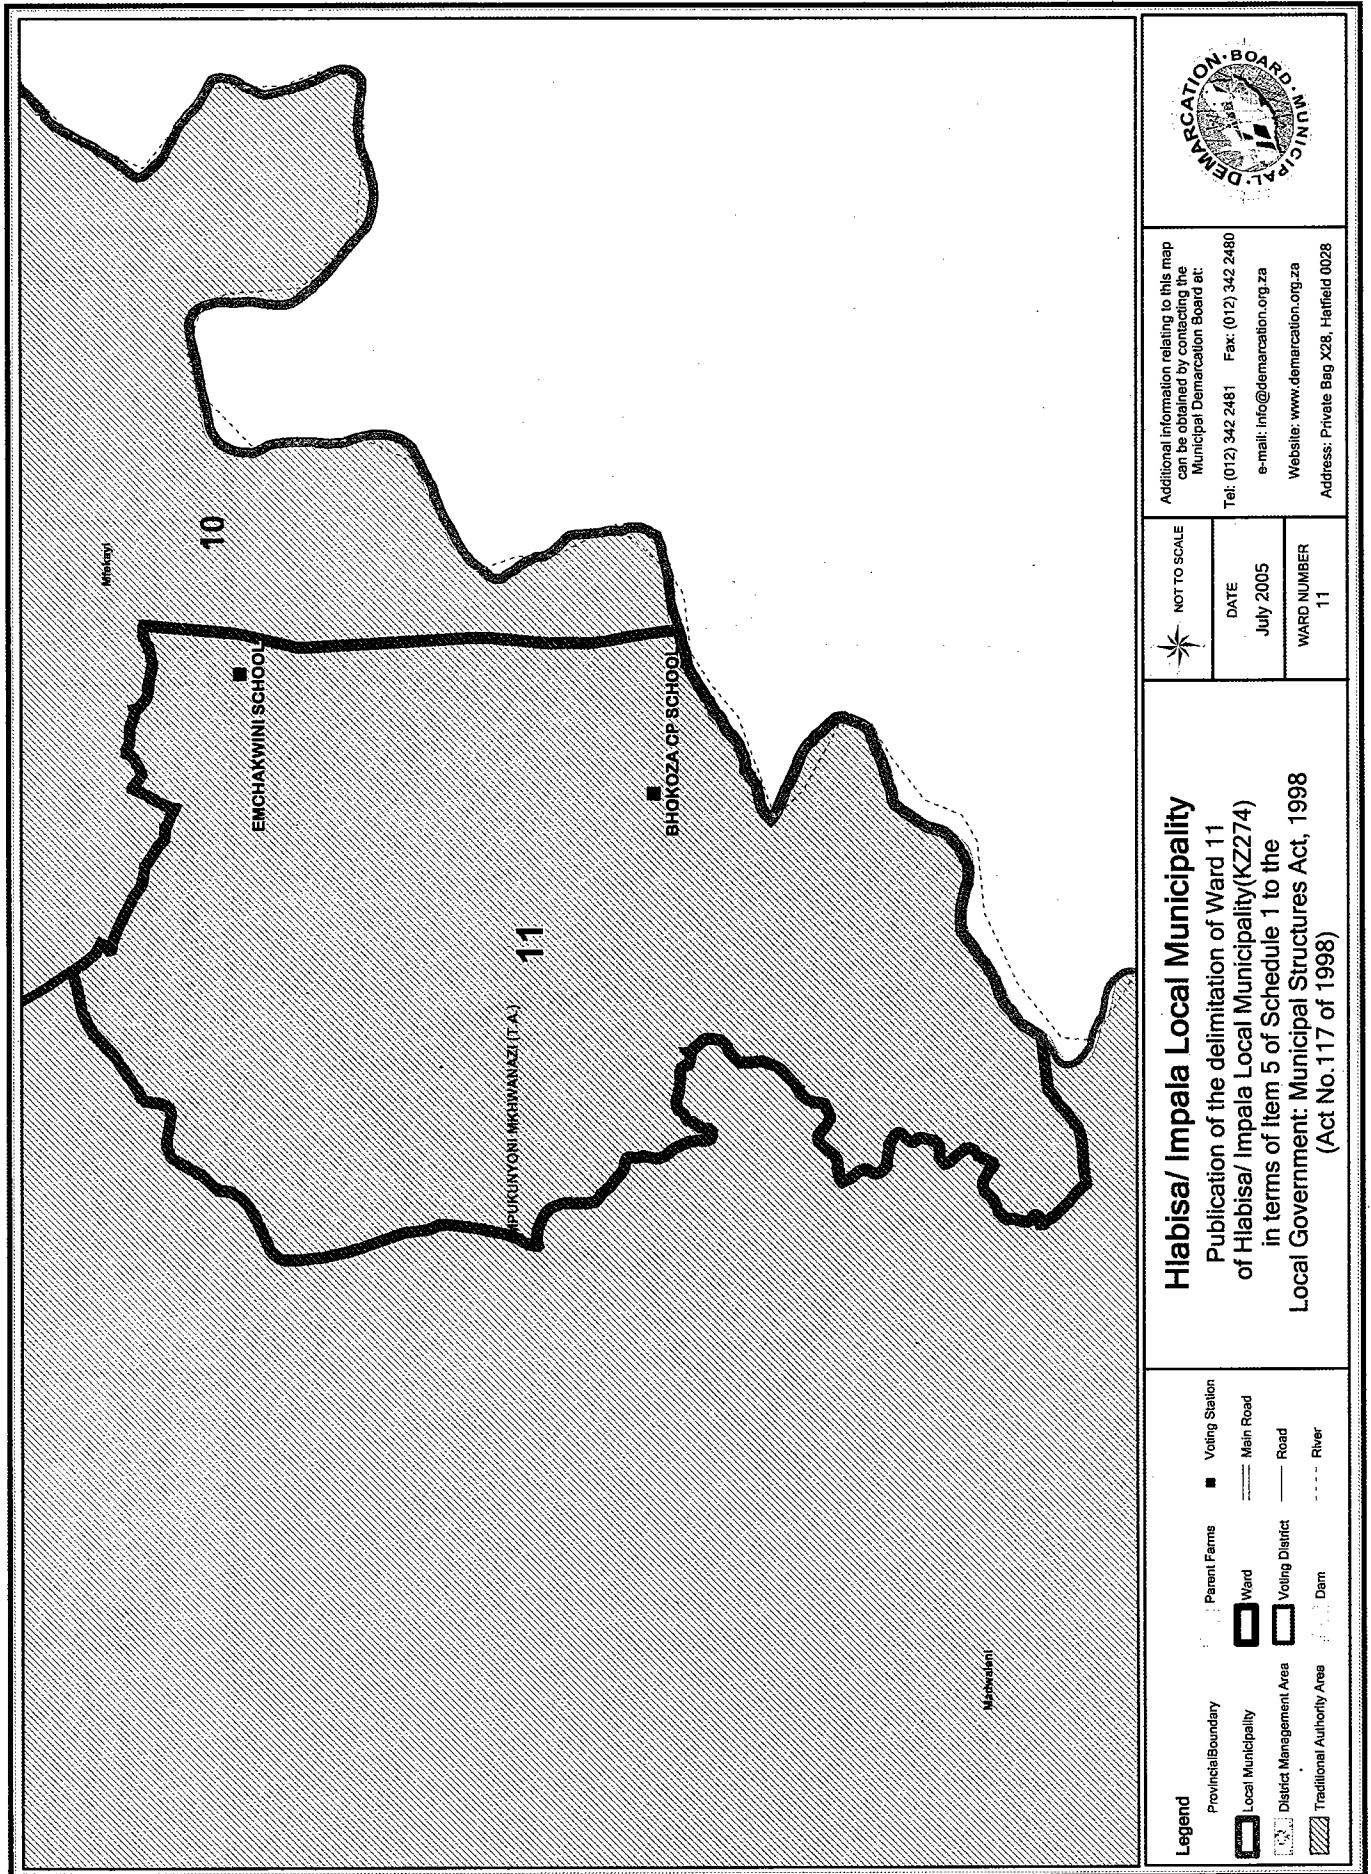 Mfekayi
10
EMCHAKWINI SCHOOL
BHOKOZA CP SCHOOL
11
MPUKUNYONI-MKHWANAZI (T.A.)
Madwaleni
Legend
ProvincialBoundary
Local Municipality
District Management Area
Traditional Authority Area
Parent Farms
Ward
Voting District
Dam
Voting Station
Main Road
Road
River
Hlabisa/ Impala Local Municipality
Publication of the delimitation of Ward 11
of Hlabisa/ Impala Local Municipality(KZ274)
in terms of Item 5 of Schedule 1 to the
Local Government: Municipal Structures Act, 1998
(Act No.117 of 1998)
NOT TO SCALE
DATE
July 2005
WARD NUMBER
11
Additional information relating to this map
can be obtained by contacting the
Municipal Demarcation Board at:
Tel: (012) 342 2481 Fax: (012) 342 2480
e-mail: info@demarcation.org.za
Website: www.demarcation.org.za
Address: Private Bag X28, Hatfield 0028
MUNICIPAL · DEMARCATION · BOARD ·